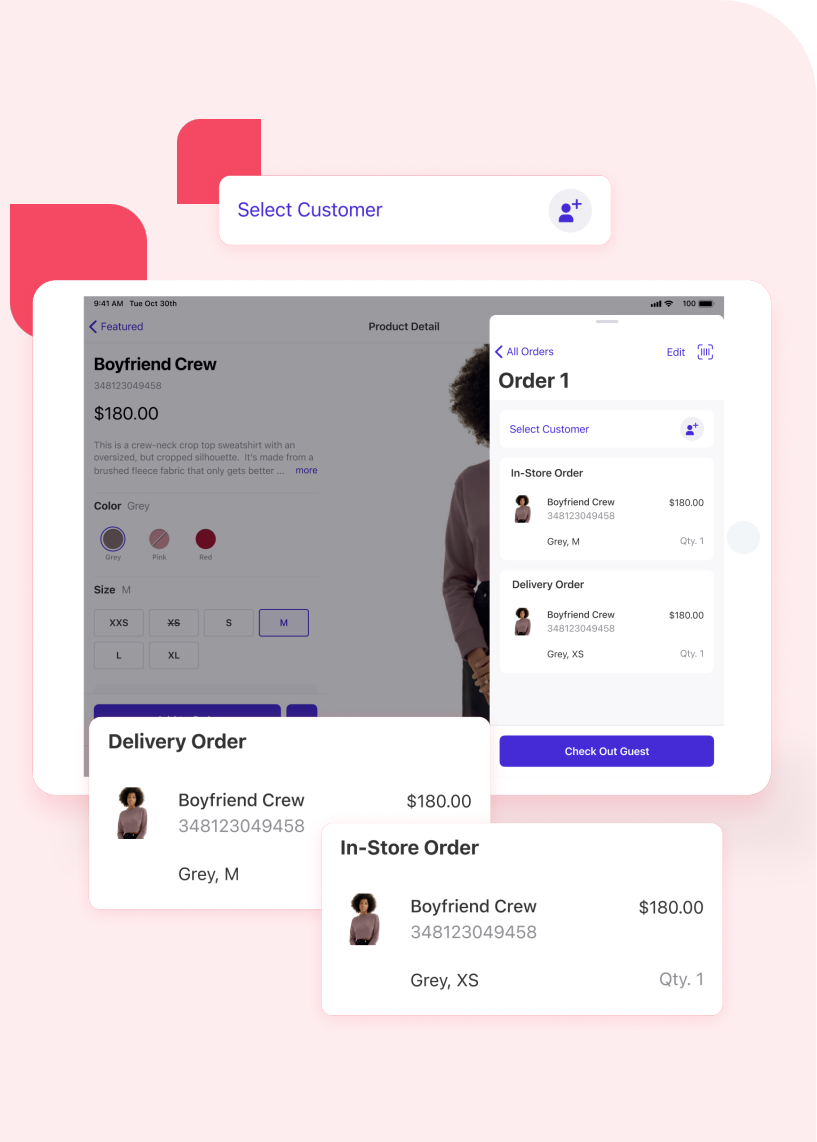 Select Customer
9:41 AM Tue Oct 30th
100
Featured
Product Detail
Boyfriend Crew
348123049458
$180.00
This is a crew-neck crop top sweatshirt with an
oversized, but cropped silhouette. It's made from a
brushed fleece fabric that only gets better ... more
Color Grey
Grey Pink Red
Size M
XXS XS S M
L XL
All Orders
Edit
Order 1
Select Customer
In-Store Order
Boyfriend Crew $180.00
348123049458
Grey, M Qty. 1
Delivery Order
Boyfriend Crew $180.00
348123049458
Grey, XS Qty. 1
Check Out Guest
Delivery Order
Boyfriend Crew $180.00
348123049458
Grey, M
In-Store Order
Boyfriend Crew $180.00
348123049458
Grey, XS Qty. 1